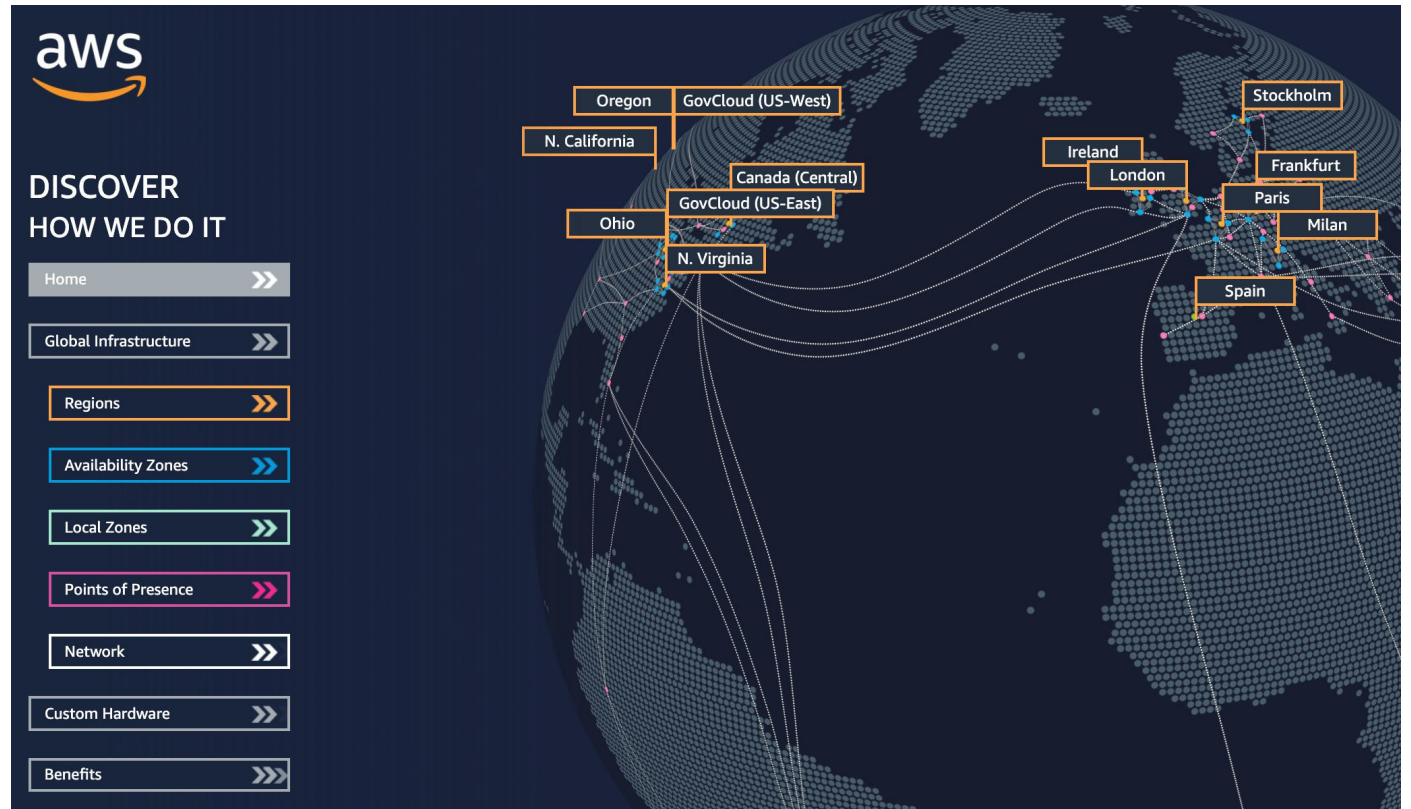 aws
DISCOVER
HOW WE DO IT
Home
Global Infrastructure
Regions
Availability Zones
Local Zones
Points of Presence
Network
Custom Hardware
Benefits
Oregon
GovCloud (US-West)
N. California
Canada (Central)
GovCloud (US-East)
Ohio
N. Virginia
Stockholm
Ireland
London
Frankfurt
Paris
Milan
Spain